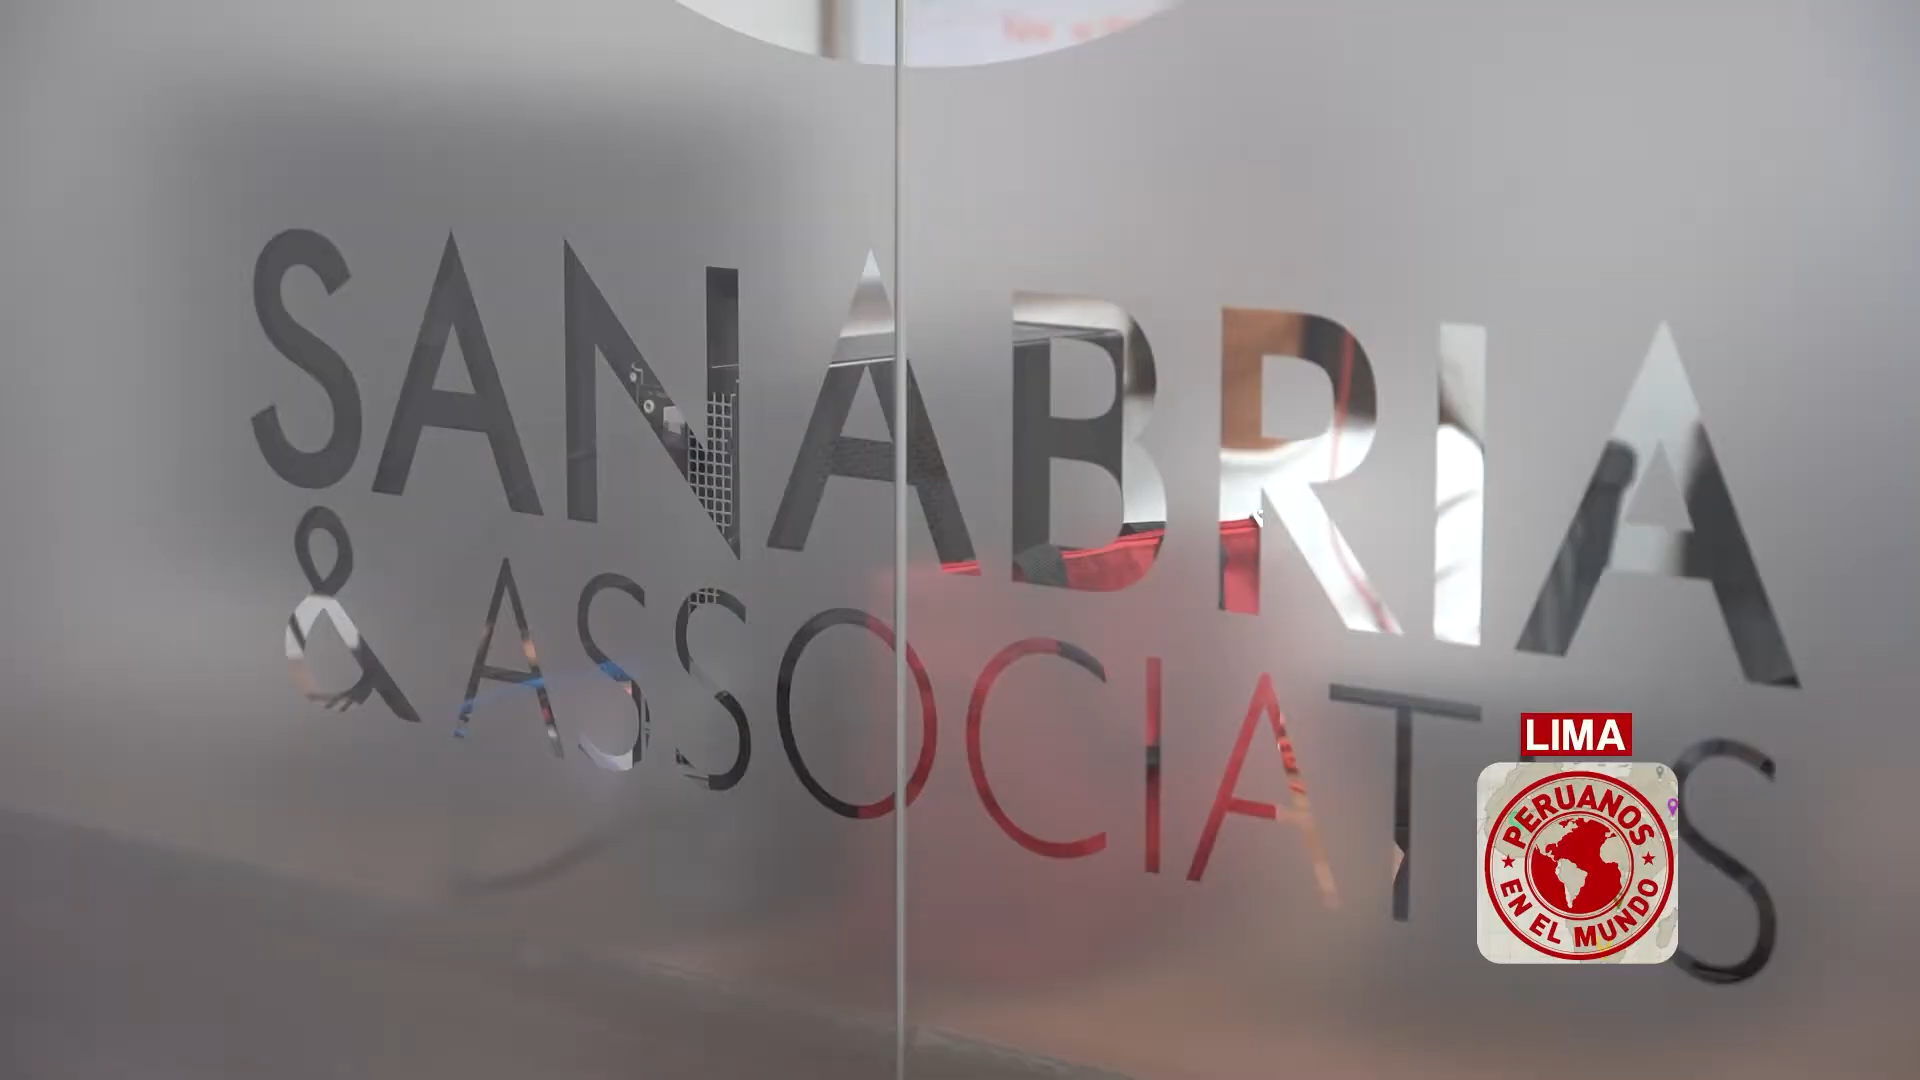 SANABRIA
& ASSOCIATES
LIMA
PERUANOS
EN EL MUNDO